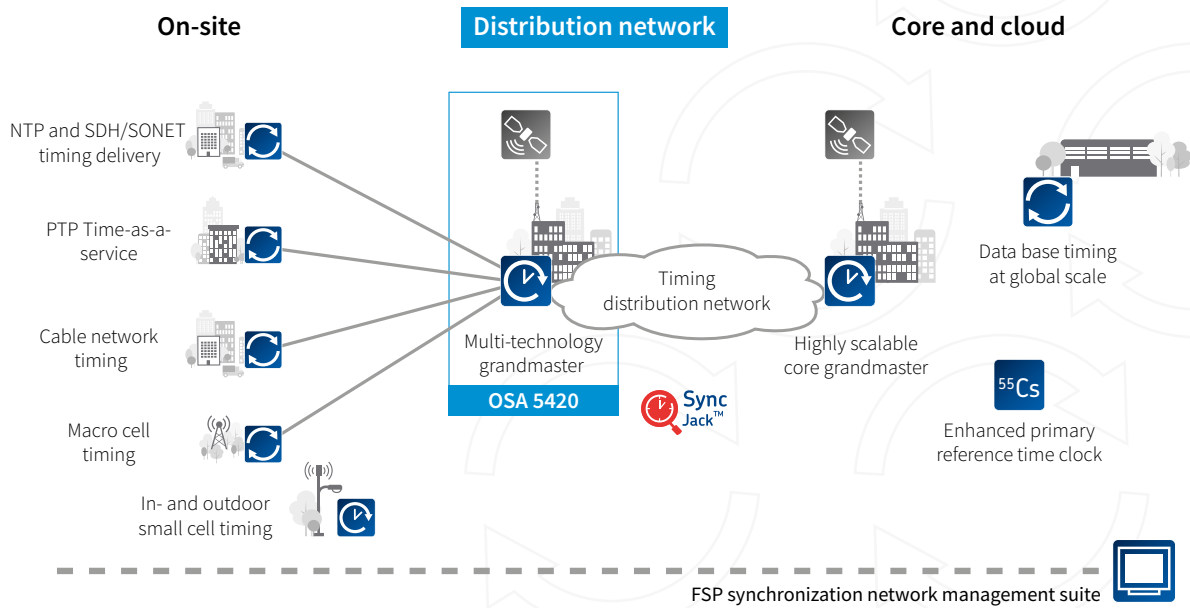 On-site
Distribution network
Core and cloud
NTP and SDH/SONET
timing delivery
PTP Time-as-a-
service
Cable network
timing
Macro cell
timing
In- and outdoor
small cell timing
Multi-technology
grandmaster
OSA 5420
Timing
distribution network
Sync
Jack™
Highly scalable
core grandmaster
Data base timing
at global scale
55Cs
Enhanced primary
reference time clock
FSP synchronization network management suite